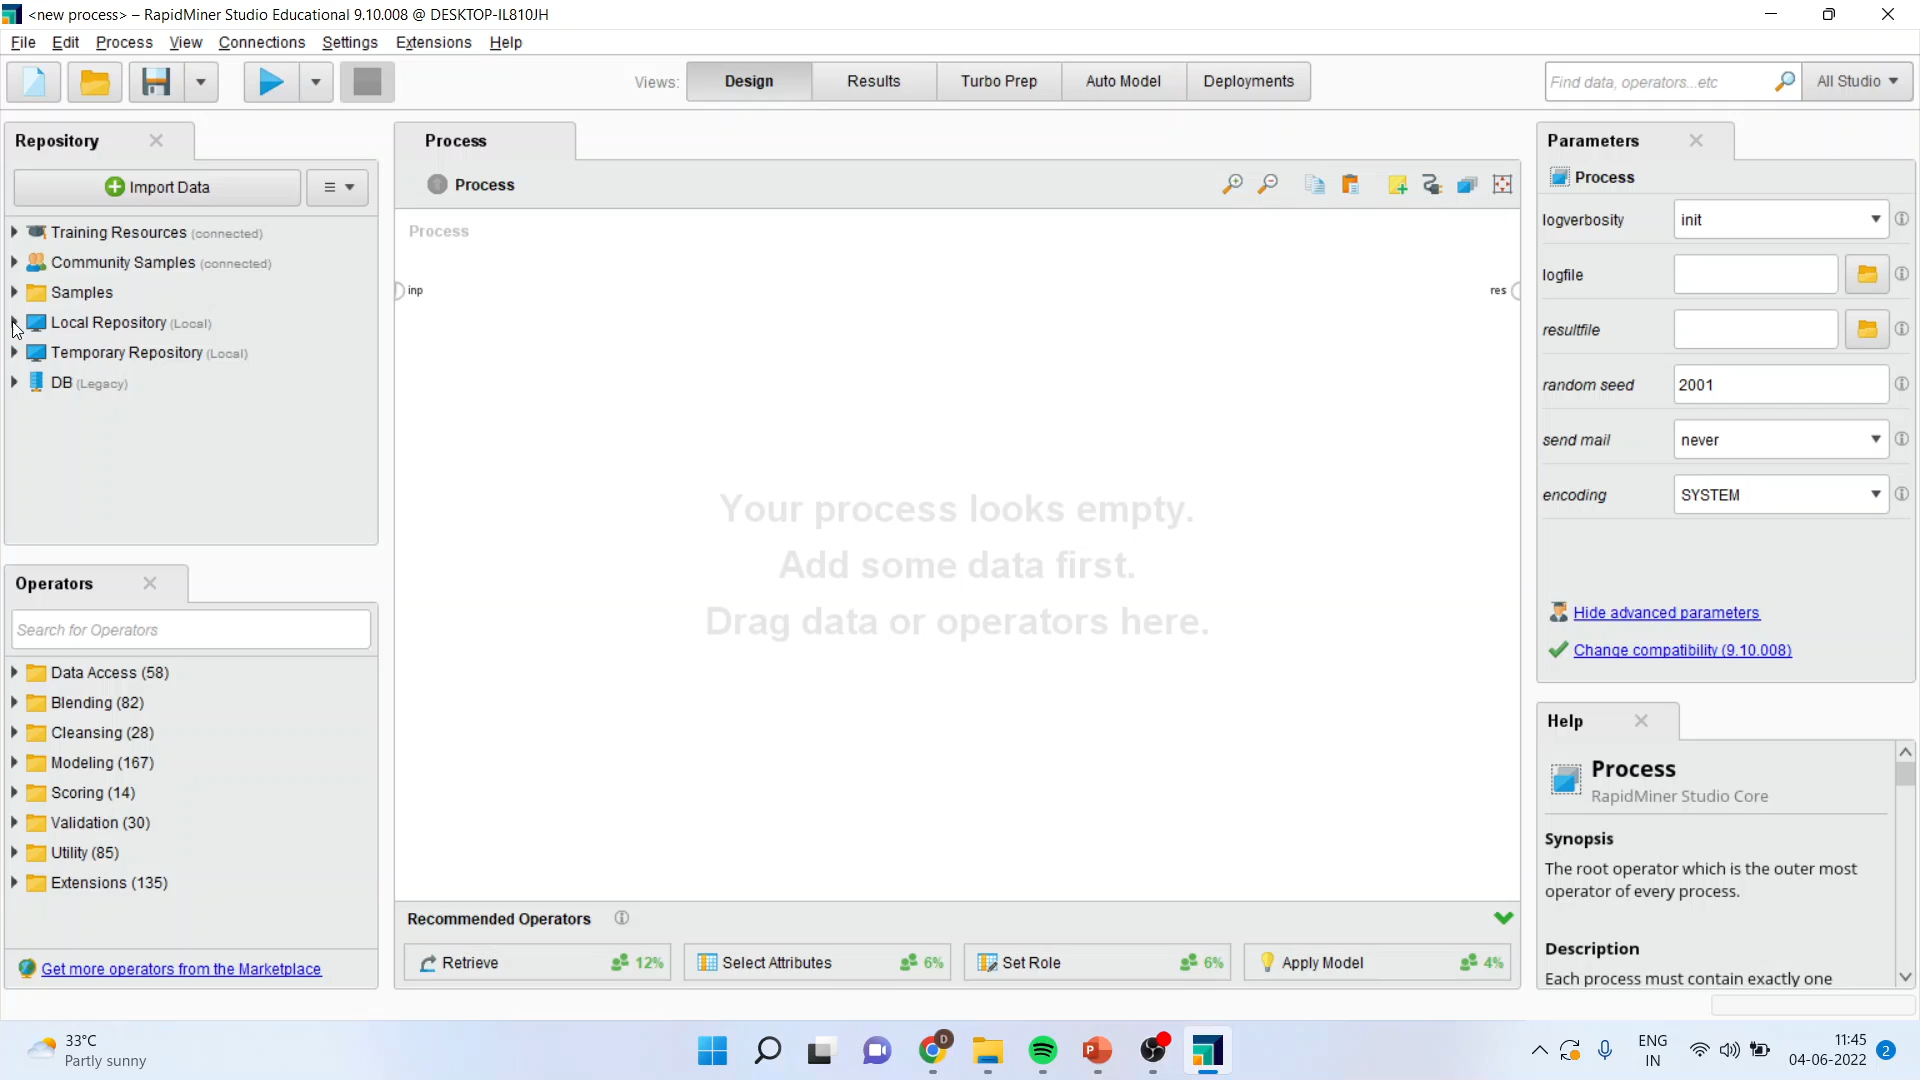 <new process> – RapidMiner Studio Educational 9.10.008 @ DESKTOP-IL810JH
File Edit Process View Connections Settings Extensions Help
Views: Design Results Turbo Prep Auto Model Deployments
Find data, operators...etc
All Studio
Repository
Import Data
Training Resources (connected)
Community Samples (connected)
Samples
Local Repository (Local)
Temporary Repository (Local)
DB (Legacy)
Operators
Search for Operators
Data Access (58)
Blending (82)
Cleansing (28)
Modeling (167)
Scoring (14)
Validation (30)
Utility (85)
Extensions (135)
Get more operators from the Marketplace
Process
Process
Process
inp
res
Your process looks empty.
Add some data first.
Drag data or operators here.
Recommended Operators
Retrieve 12%
Select Attributes 6%
Set Role 6%
Apply Model 4%
Parameters
Process
logverbosity init
logfile
resultfile
random seed 2001
send mail never
encoding SYSTEM
Hide advanced parameters
Change compatibility (9.10.008)
Help
Process
RapidMiner Studio Core
Synopsis
The root operator which is the outer most
operator of every process.
Description
Each process must contain exactly one
33°C
Partly sunny
D
P
ENG
IN
11:45
04-06-2022
2